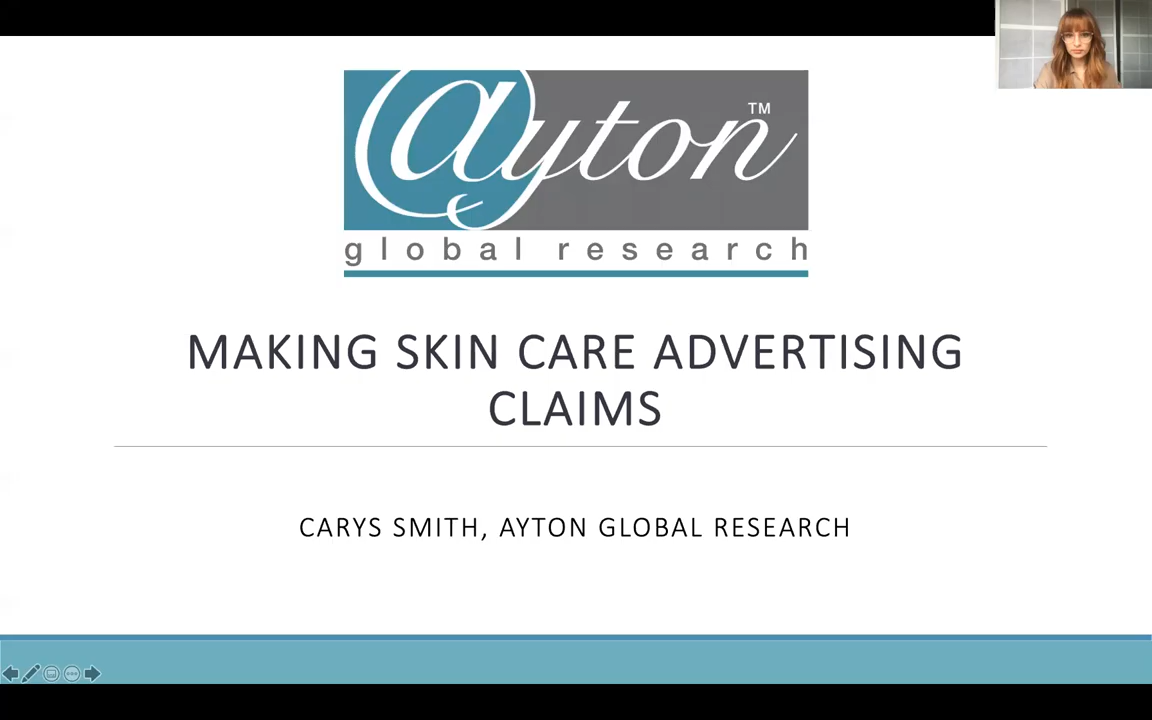 @yton™
global research
MAKING SKIN CARE ADVERTISING
CLAIMS
CARYS SMITH, AYTON GLOBAL RESEARCH